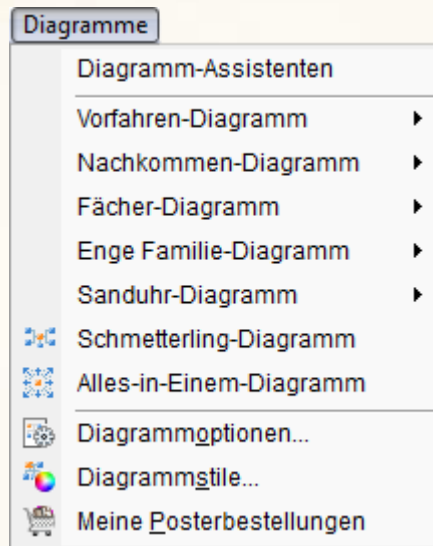 Diagramme
Diagramm-Assistenten
Vorfahren-Diagramm
Nachkommen-Diagramm
Fächer-Diagramm
Enge Familie-Diagramm
Sanduhr-Diagramm
Schmetterling-Diagramm
Alles-in-Einem-Diagramm
Diagrammoptionen...
Diagrammstile...
Meine Posterbestellungen